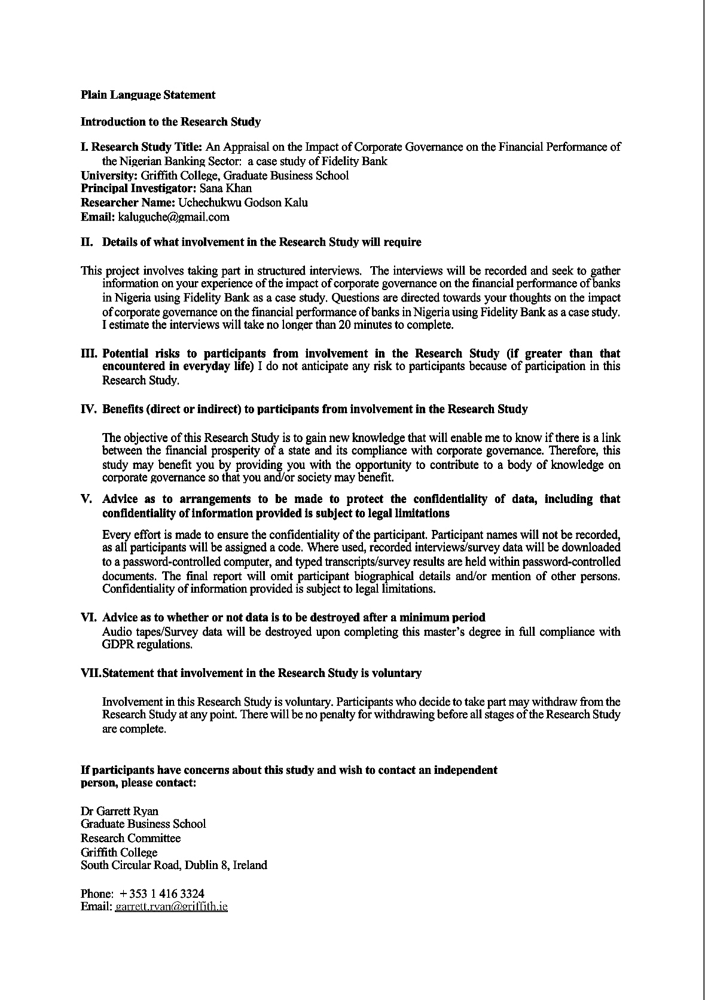 Plain Language Statement
Introduction to the Research Study
I. Research Study Title: An Appraisal on the Impact of Corporate Governance on the Financial Performance of
the Nigerian Banking Sector:  a case study of Fidelity Bank
University: Griffith College, Graduate Business School
Principal Investigator: Sana Khan
Researcher Name: Uchechukwu Godson Kalu
Email: kaluguche@gmail.com
II. Details of what involvement in the Research Study will require
This project involves taking part in structured interviews.  The interviews will be recorded and seek to gather
information on your experience of the impact of corporate governance on the financial performance of banks
in Nigeria using Fidelity Bank as a case study. Questions are directed towards your thoughts on the impact
of corporate governance on the financial performance of banks in Nigeria using Fidelity Bank as a case study.
I estimate the interviews will take no longer than 20 minutes to complete.
III. Potential risks to participants from involvement in the Research Study (if greater than that
encountered in everyday life) I do not anticipate any risk to participants because of participation in this
Research Study.
IV. Benefits (direct or indirect) to participants from involvement in the Research Study
The objective of this Research Study is to gain new knowledge that will enable me to know if there is a link
between the financial prosperity of a state and its compliance with corporate governance. Therefore, this
study may benefit you by providing you with the opportunity to contribute to a body of knowledge on
corporate governance so that you and/or society may benefit.
V. Advice as to arrangements to be made to protect the confidentiality of data, including that
confidentiality of information provided is subject to legal limitations
Every effort is made to ensure the confidentiality of the participant. Participant names will not be recorded,
as all participants will be assigned a code. Where used, recorded interviews/survey data will be downloaded
to a password-controlled computer, and typed transcripts/survey results are held within password-controlled
documents. The final report will omit participant biographical details and/or mention of other persons.
Confidentiality of information provided is subject to legal limitations.
VI. Advice as to whether or not data is to be destroyed after a minimum period
Audio tapes/Survey data will be destroyed upon completing this master’s degree in full compliance with
GDPR regulations.
VII. Statement that involvement in the Research Study is voluntary
Involvement in this Research Study is voluntary. Participants who decide to take part may withdraw from the
Research Study at any point. There will be no penalty for withdrawing before all stages of the Research Study
are complete.
If participants have concerns about this study and wish to contact an independent
person, please contact:
Dr Garrett Ryan
Graduate Business School
Research Committee
Griffith College
South Circular Road, Dublin 8, Ireland
Phone:  + 353 1 416 3324
Email: garrett.ryan@griffith.ie